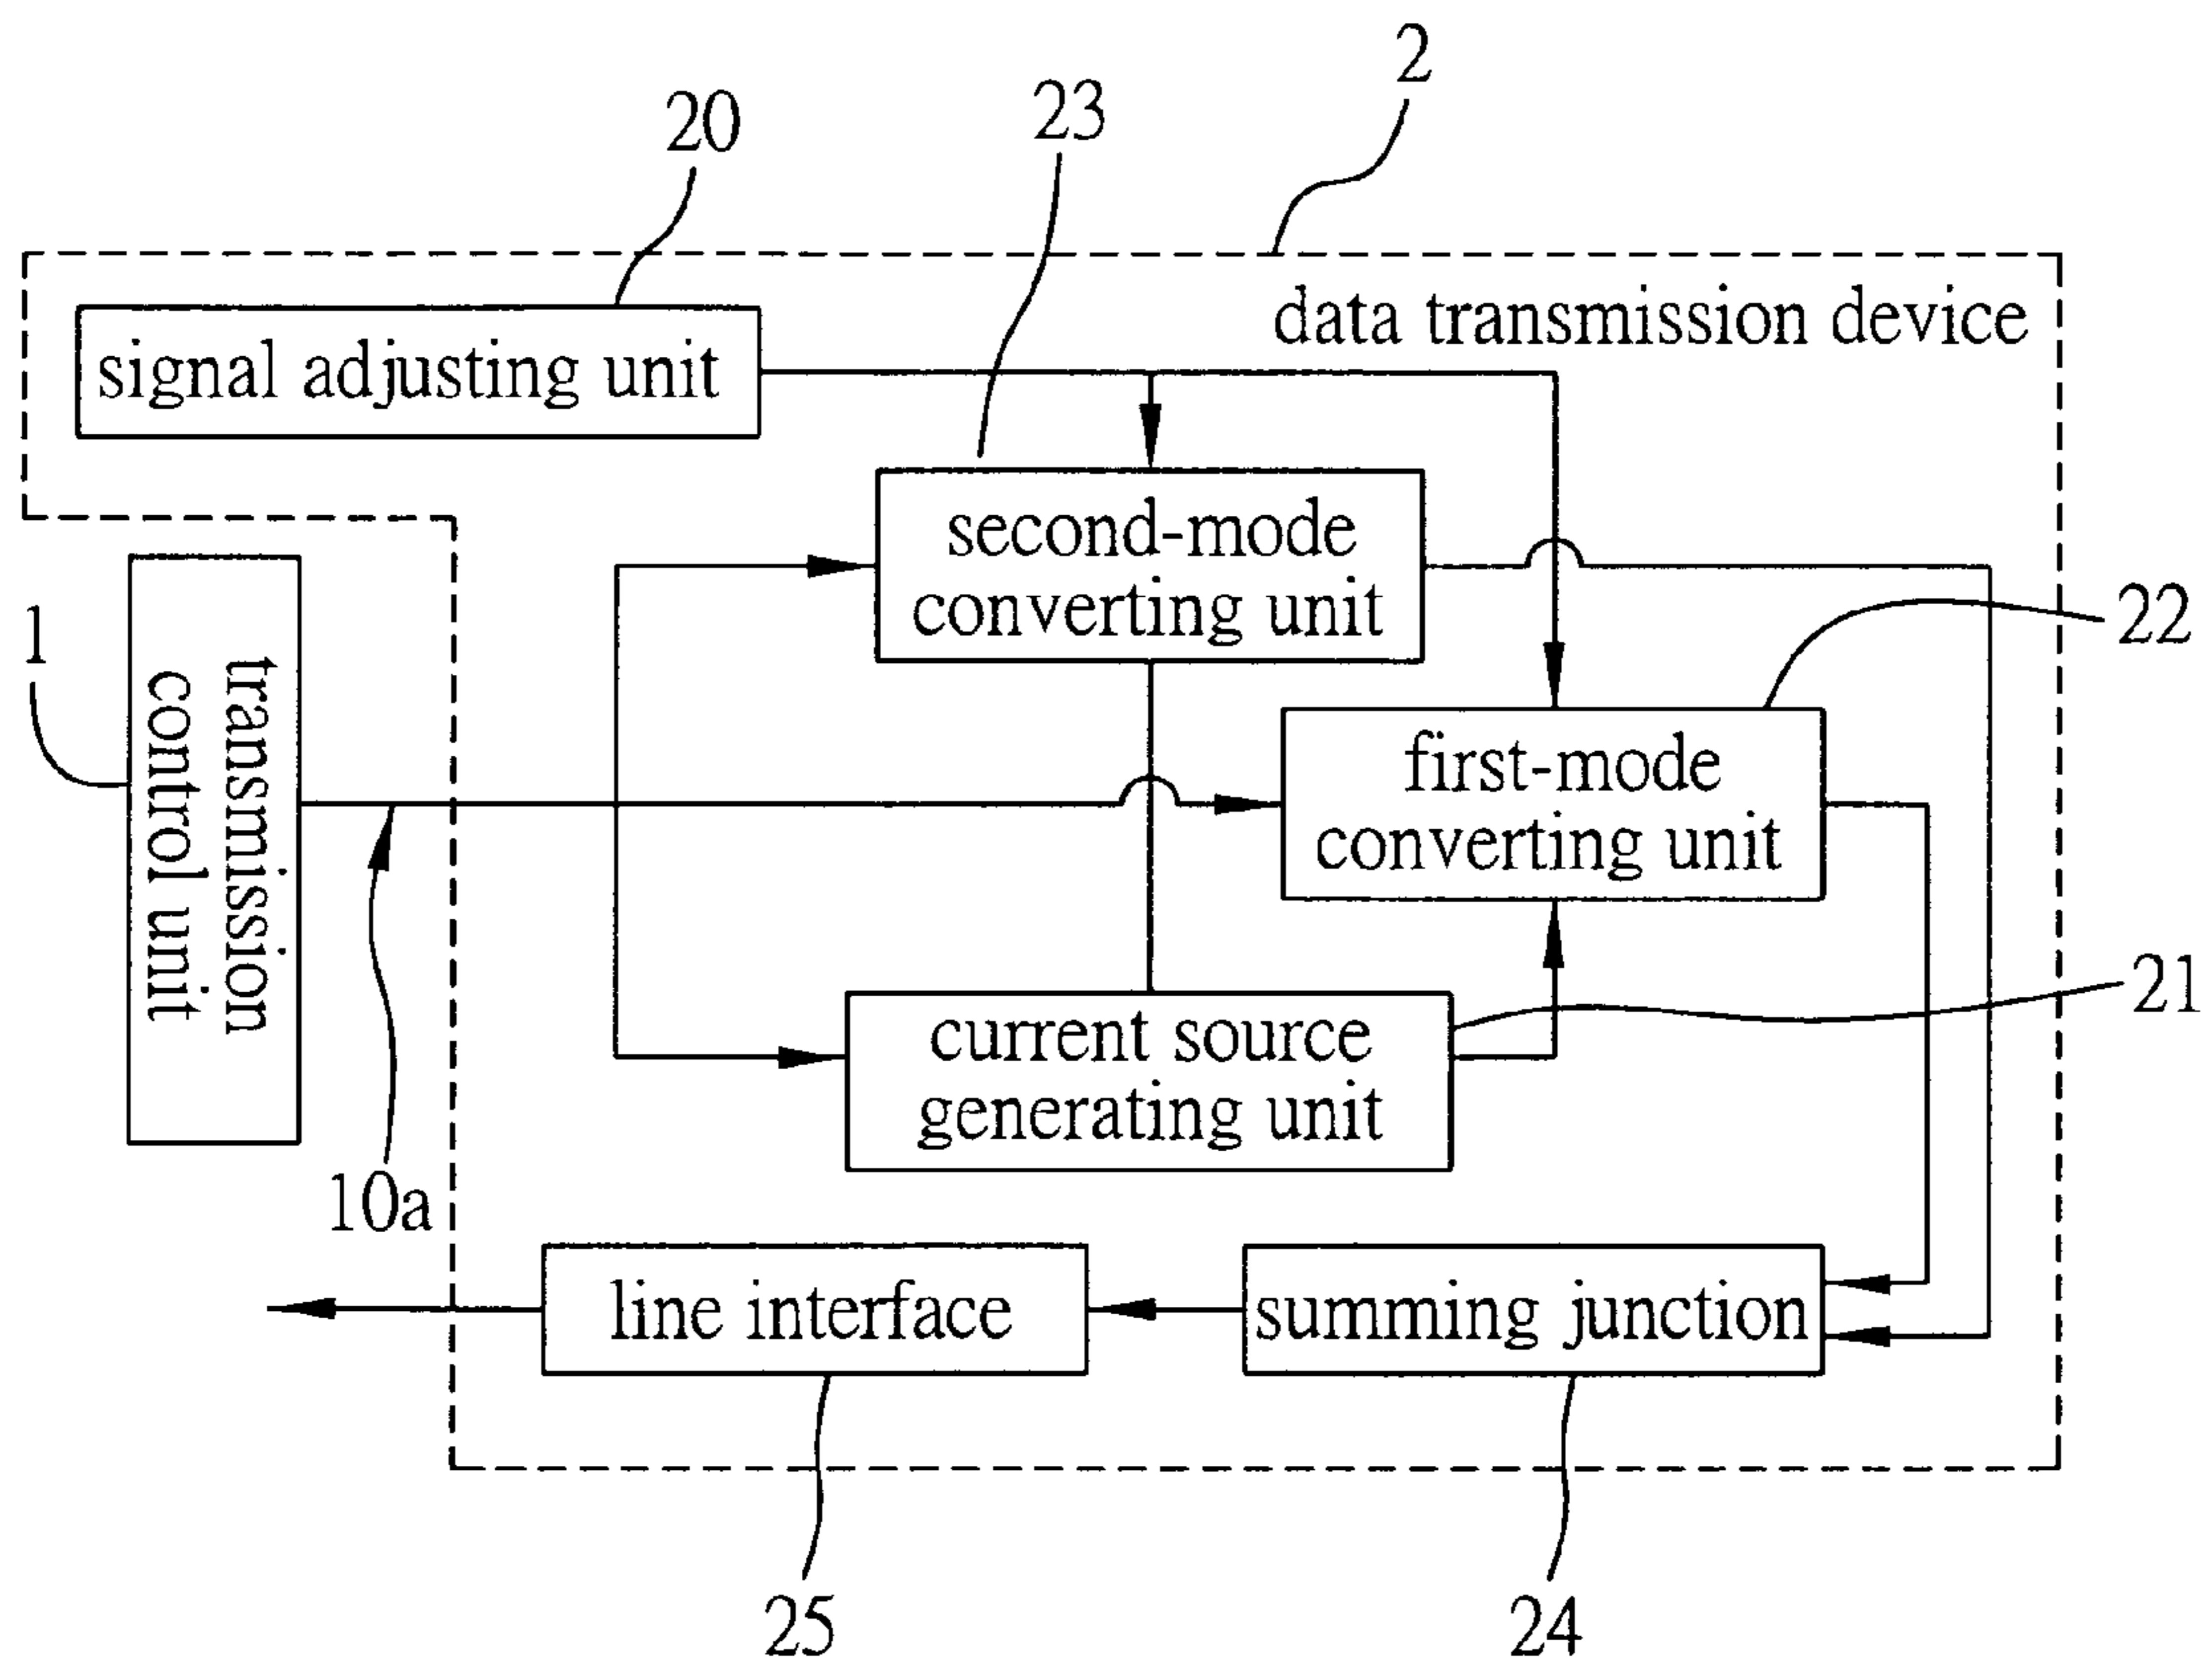 2
23
20
data transmission device
signal adjusting unit
second-mode
converting unit
22
1
transmission
control unit
first-mode
converting unit
21
current source
generating unit
10a
line interface
summing junction
25
24